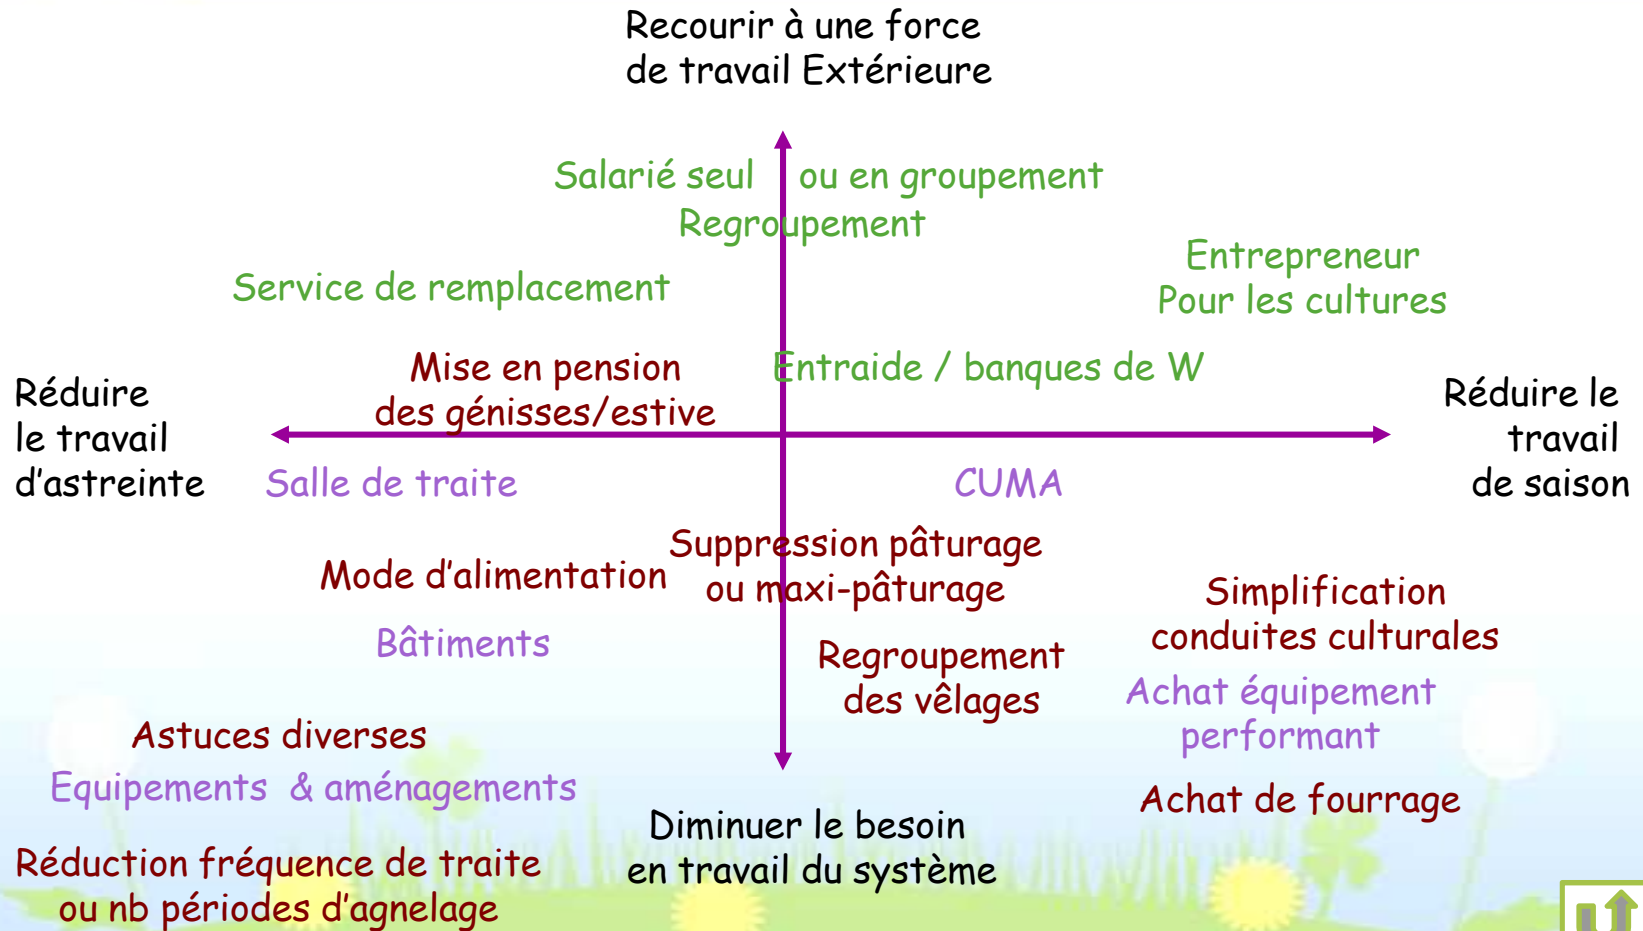 Recourir à une force
de travail Extérieure
Salarié seul ou en groupement
Regroupement
Entrepreneur
Pour les cultures
Service de remplacement
Mise en pension
des génisses/estive
Entraide / banques de W
Réduire
le travail
d'astreinte
Réduire le
travail
de saison
Salle de traite
CUMA
Suppression pâturage
ou maxi-pâturage
Mode d'alimentation
Simplification
conduites culturales
Bâtiments
Regroupement
des vêlages
Achat équipement
performant
Astuces diverses
Equipements & aménagements
Achat de fourrage
Diminuer le besoin
en travail du système
Réduction fréquence de traite
ou nb périodes d'agnelage